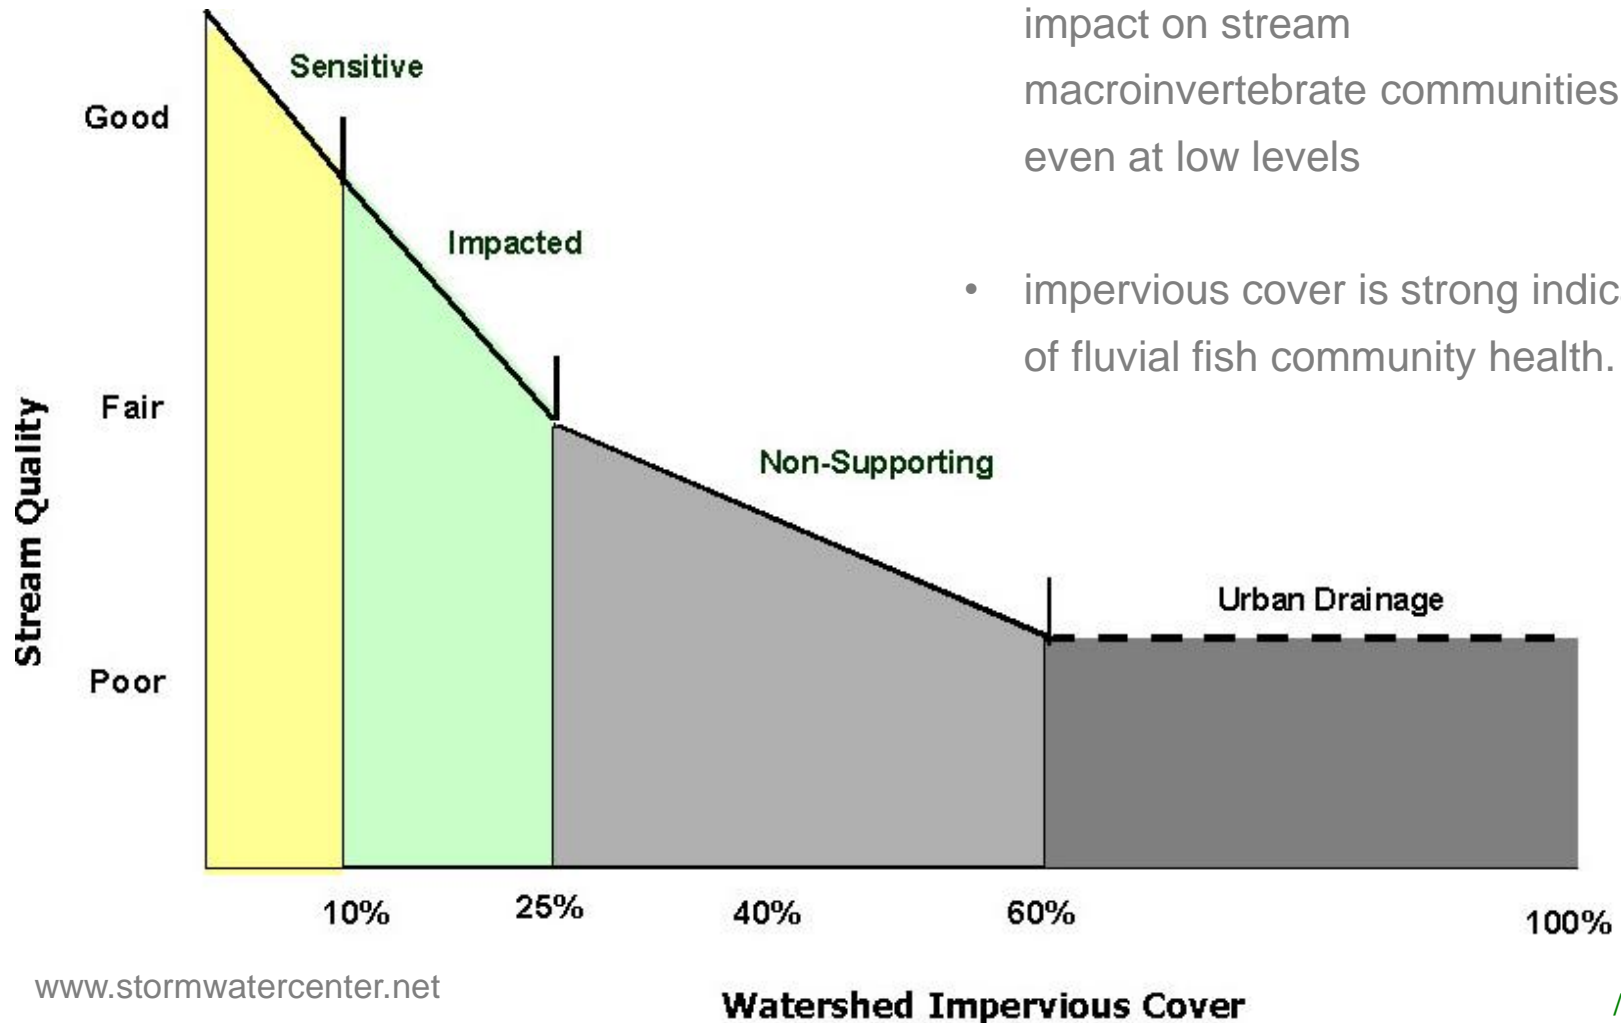 impact on stream
macroinvertebrate communities
even at low levels
• impervious cover is strong indic
of fluvial fish community health.
Sensitive
Good
Impacted
Fair
Non-Supporting
Urban Drainage
Stream Quality
Poor
10%
25%
40%
60%
100%
www.stormwatercenter.net
Watershed Impervious Cover
/